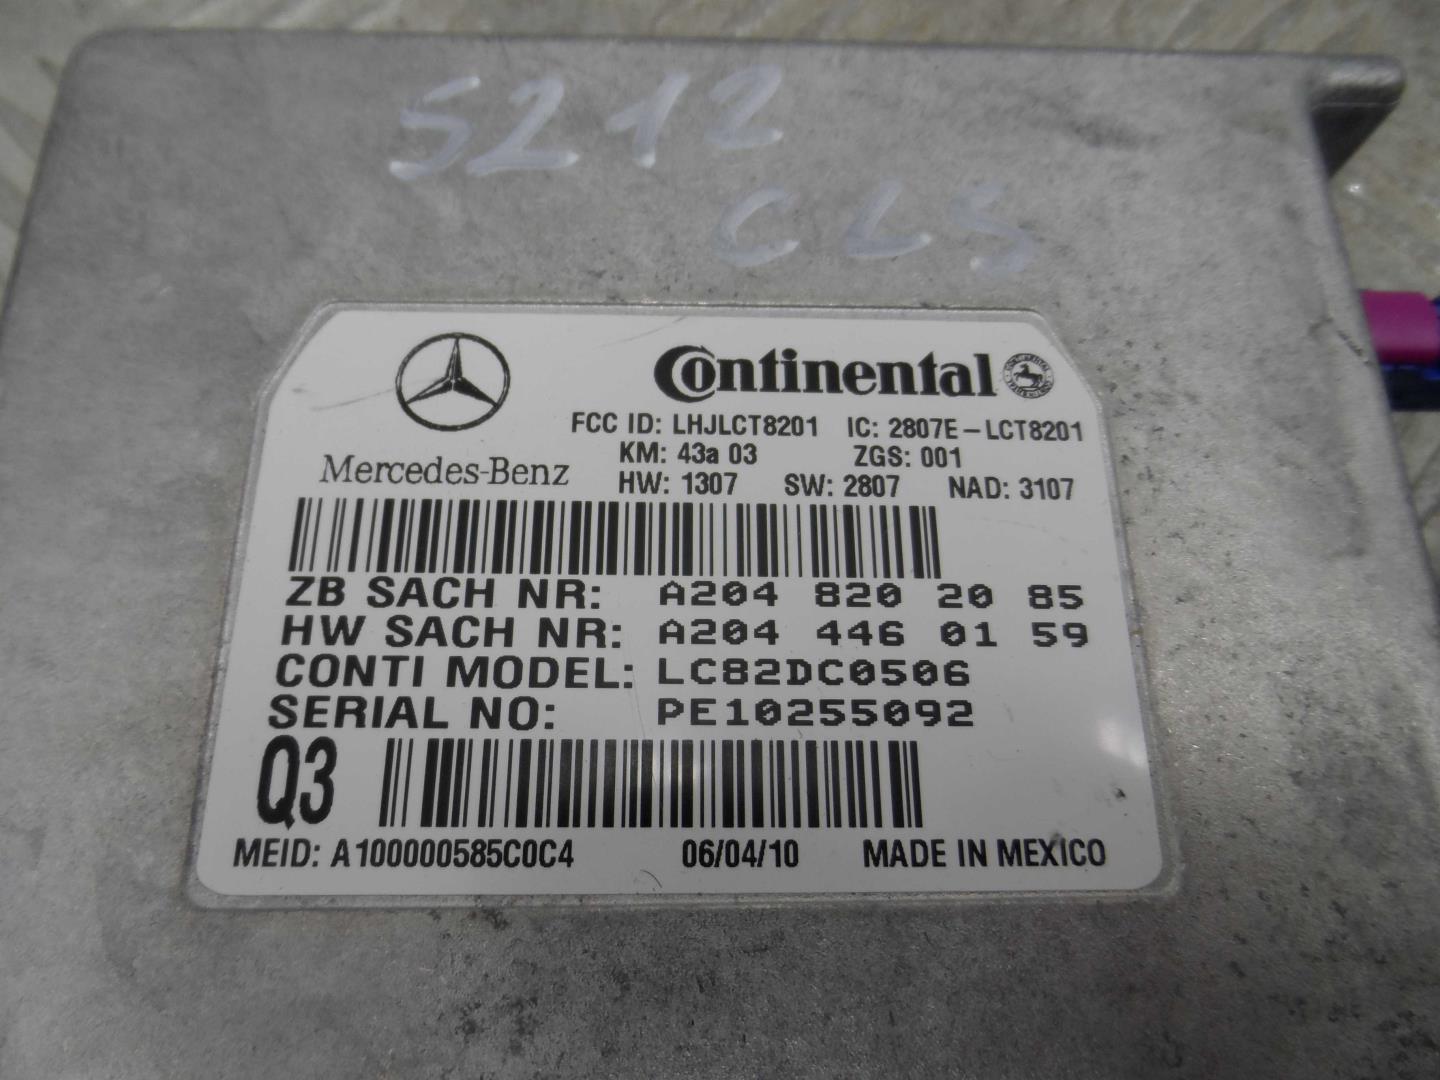 5212
CLS
Continental
FCC ID: LHJLCT8201 IC: 2807E-LCT8201
KM: 43a 03 ZGS: 001
Mercedes-Benz
HW: 1307 SW: 2807 NAD: 3107
ZB SACH NR: A204 820 20 85
HW SACH NR: A204 446 01 59
CONTI MODEL: LC82DC0506
SERIAL NO: PE10255092
Q3
MEID: A100000585C0C4 06/04/10 MADE IN MEXICO